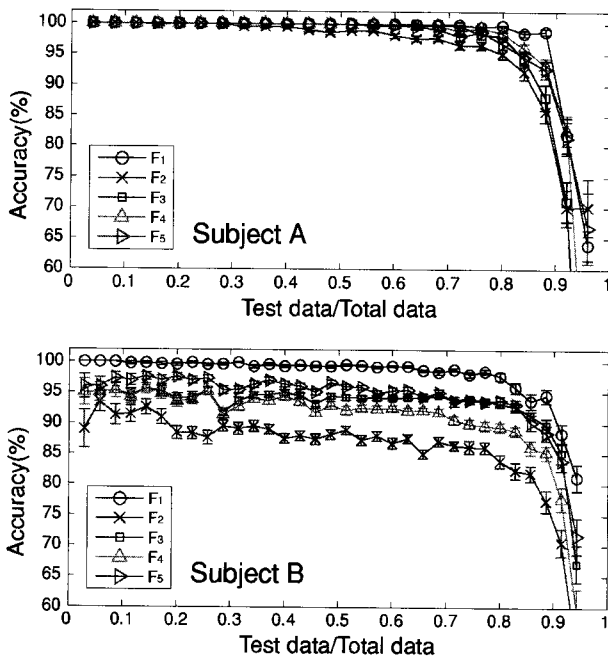 100
95
90
85
80
75
70
65
60
Accuracy(%)
F1
F2
F3
F4
F5
Subject A
0 0.1 0.2 0.3 0.4 0.5 0.6 0.7 0.8 0.9 1
Test data/Total data
100
95
90
85
80
75
70
65
60
Accuracy(%)
F1
F2
F3
F4
F5
Subject B
0 0.1 0.2 0.3 0.4 0.5 0.6 0.7 0.8 0.9 1
Test data/Total data